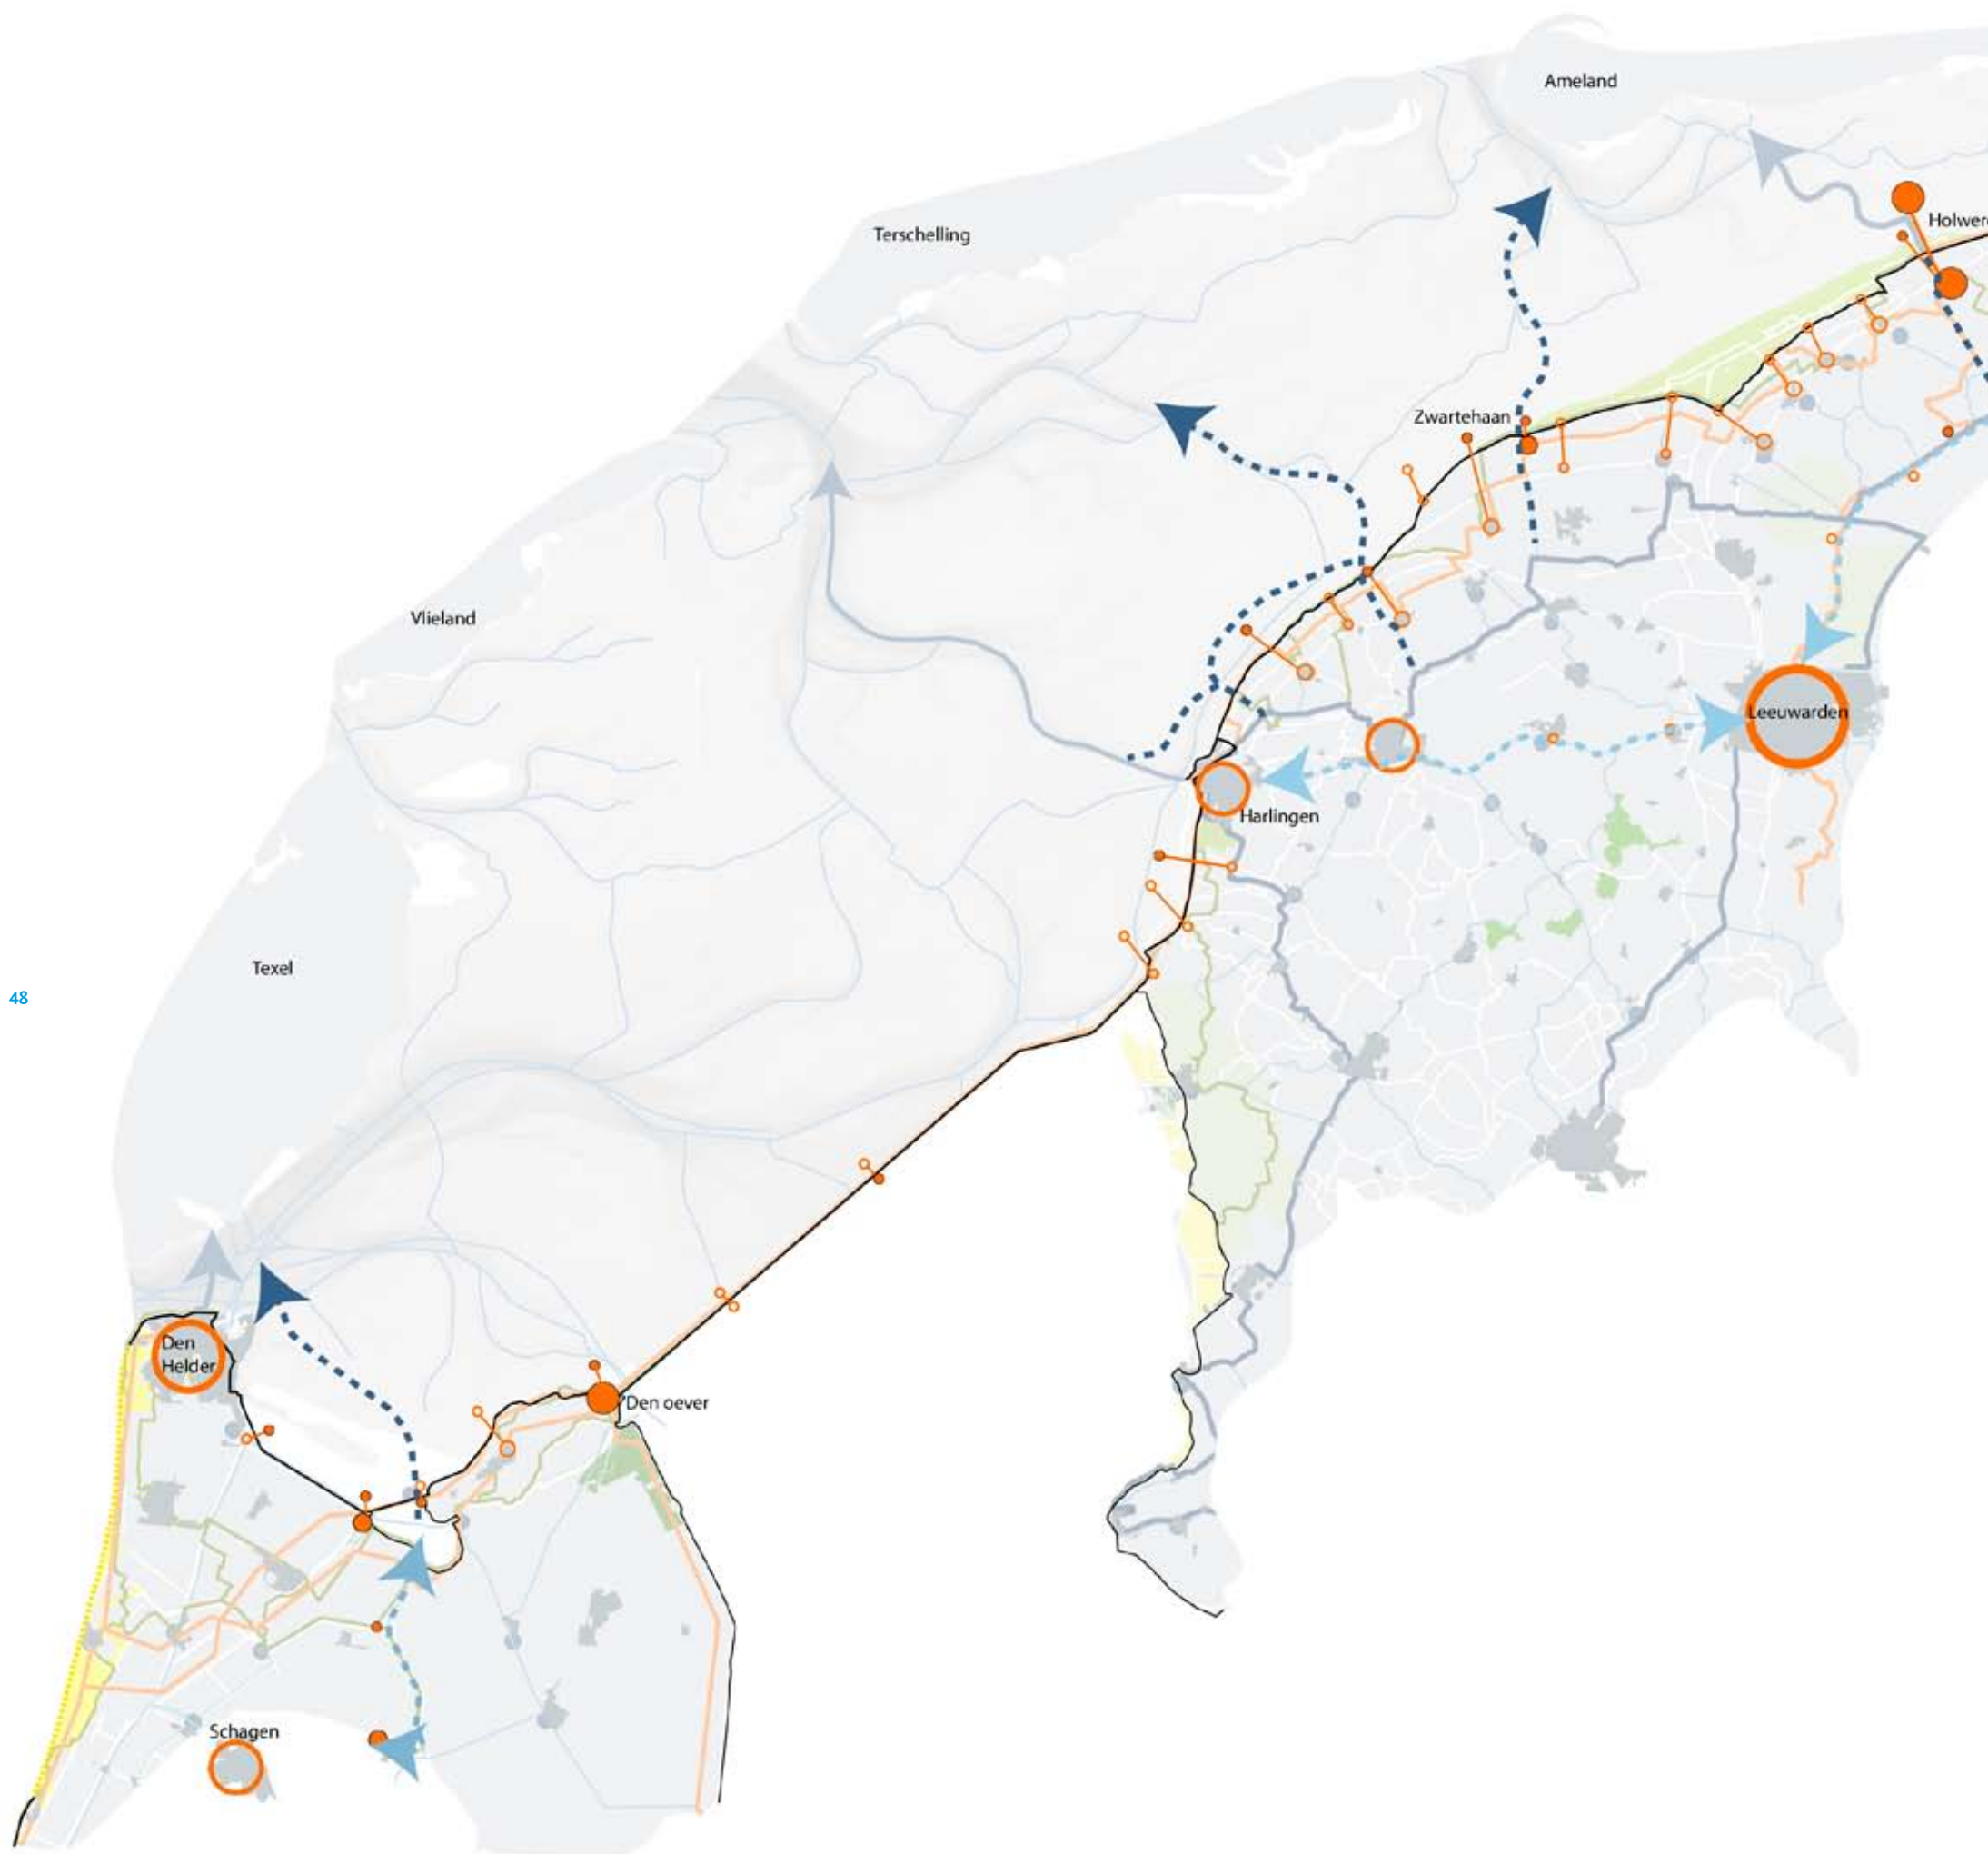 Ameland
Holwer
Terschelling
Zwartehaan
Vlieland
Leeuwarden
Harlingen
Texel
48
Den
Helder
Den oever
Schagen